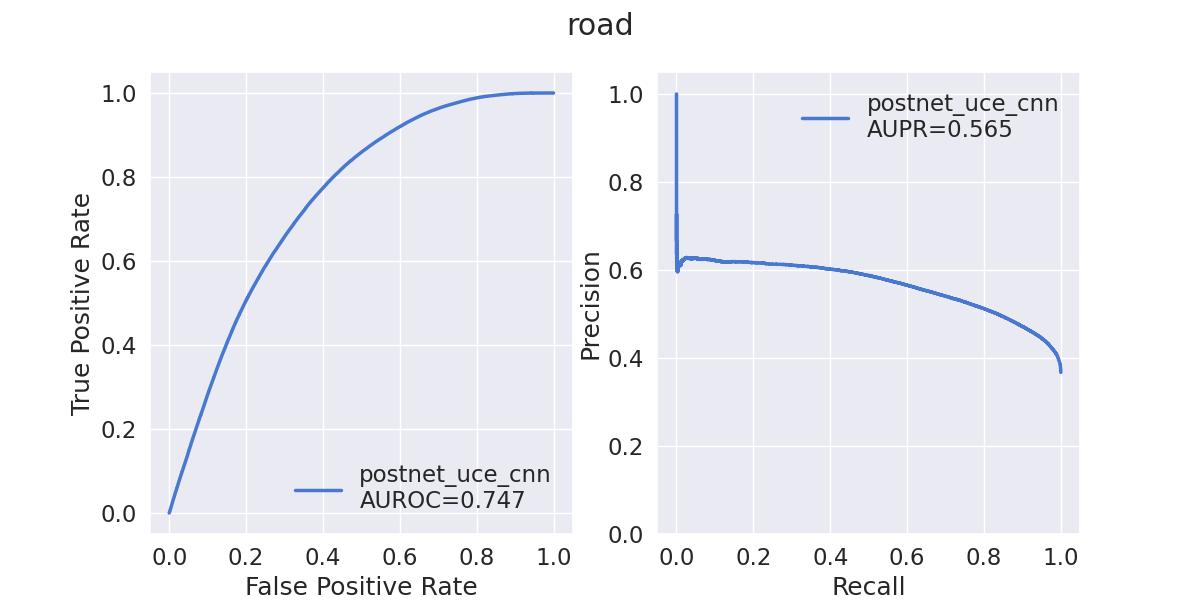 road
1.0
0.8
0.6
0.4
0.2
0.0
True Positive Rate
postnet_uce_cnn
AUROC=0.747
0.0 0.2 0.4 0.6 0.8 1.0
False Positive Rate
1.0
0.8
0.6
0.4
0.2
0.0
Precision
postnet_uce_cnn
AUPR=0.565
0.0 0.2 0.4 0.6 0.8 1.0
Recall